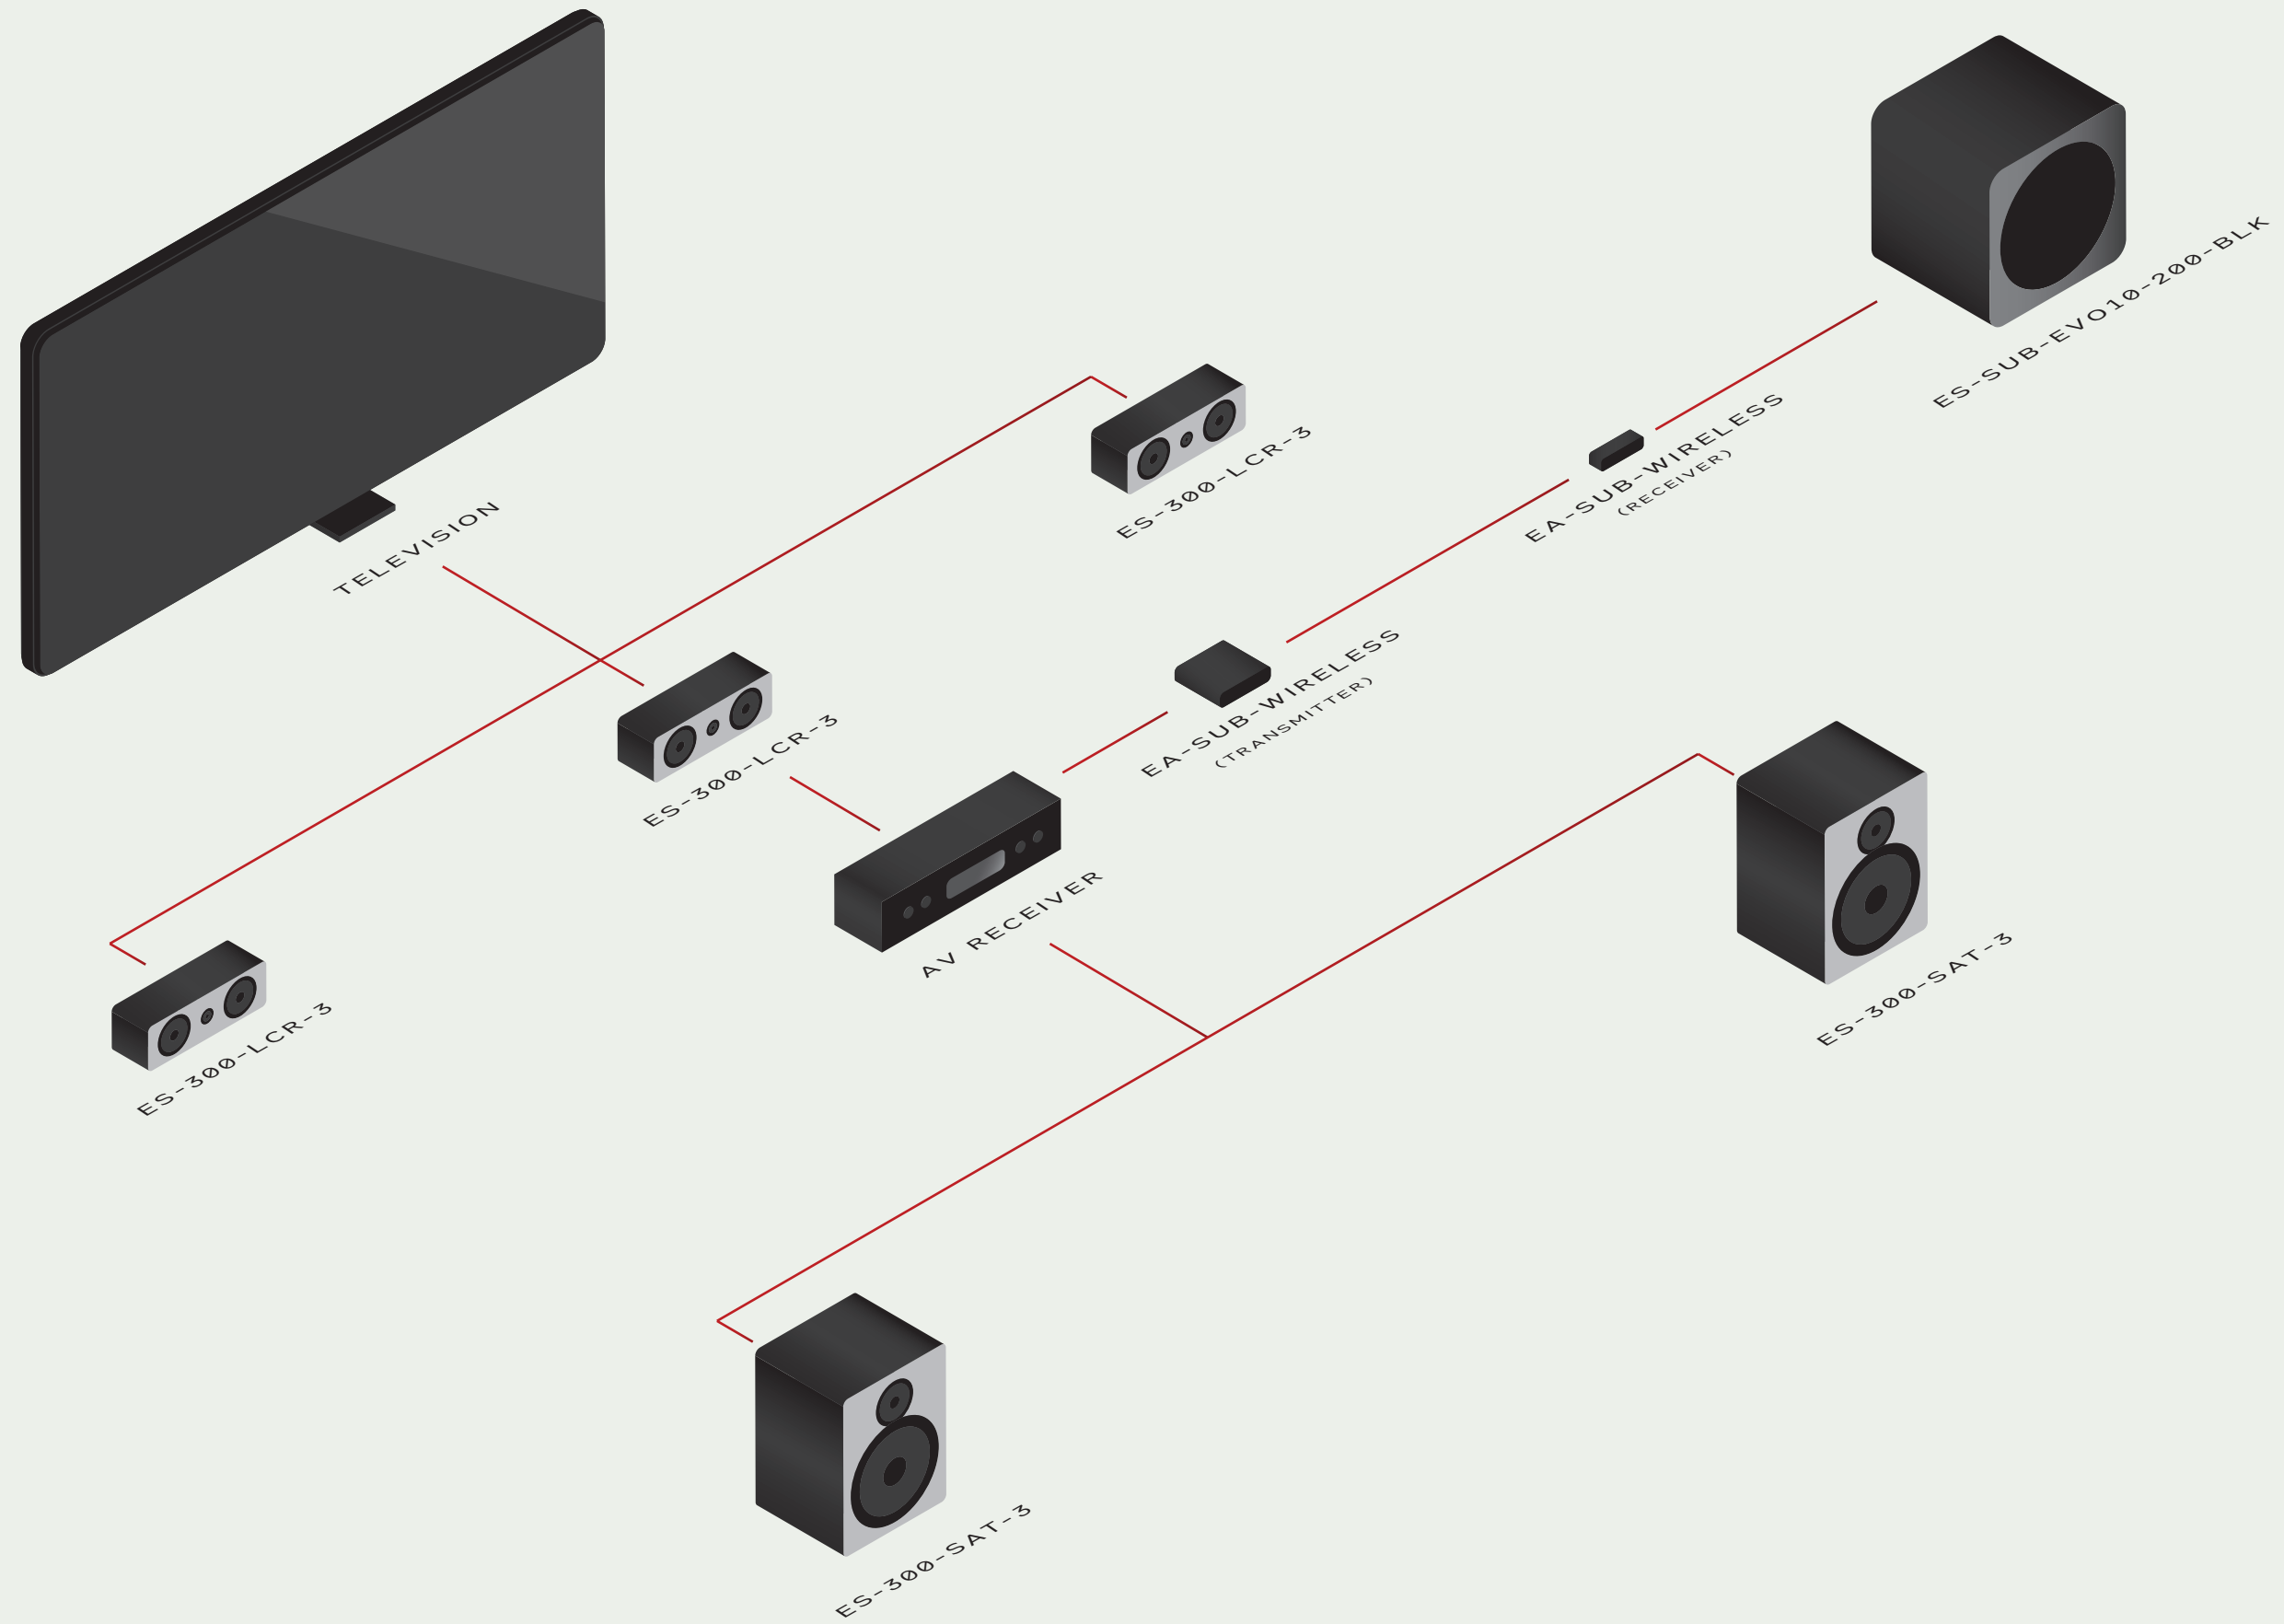 ES-SUB-EVO10-200-BLK
EA-SUB-WIRELESS
(RECEIVER)
ES-300-LCR-3
TELEVISION
EA-SUB-WIRELESS
(TRANSMITTER)
ES-300-LCR-3
AV RECEIVER
ES-300-SAT-3
ES-300-LCR-3
ES-300-SAT-3